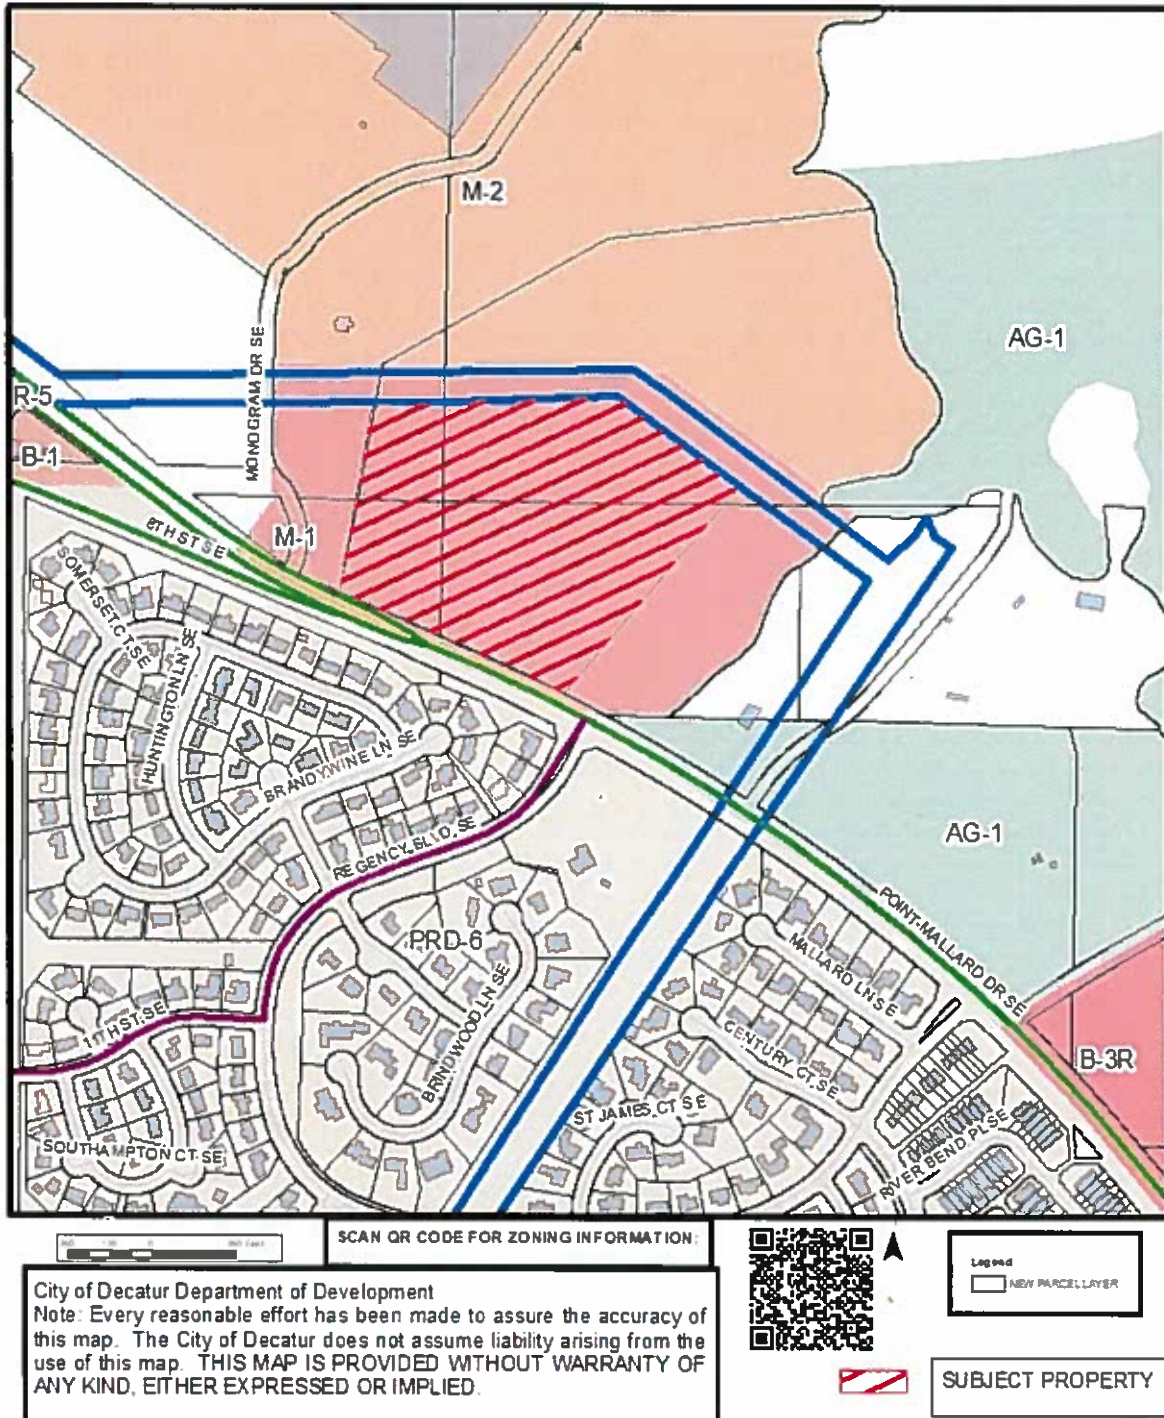 M-2
AG-1
MONOGRAM DR SE
R-5
B-1
M-1
8TH ST SE
SOMERSET CT SE
HUNTINGTON LN SE
BRANDYWINE LN SE
REGENCY BLVD SE
AG-1
POINT-MALLARD DR SE
PRD-6
MALLARD LN SE
BRINDWOOD LN SE
CENTURY CT SE
B-3R
11TH ST SE
ST JAMES CT SE
SOUTHAMPTON CT SE
RIVER BEND PL SE
SCAN QR CODE FOR ZONING INFORMATION:
Legend
NEW PARCEL LAYER
City of Decatur Department of Development
Note: Every reasonable effort has been made to assure the accuracy of
this map. The City of Decatur does not assume liability arising from the
use of this map. THIS MAP IS PROVIDED WITHOUT WARRANTY OF
ANY KIND, EITHER EXPRESSED OR IMPLIED.
SUBJECT PROPERTY